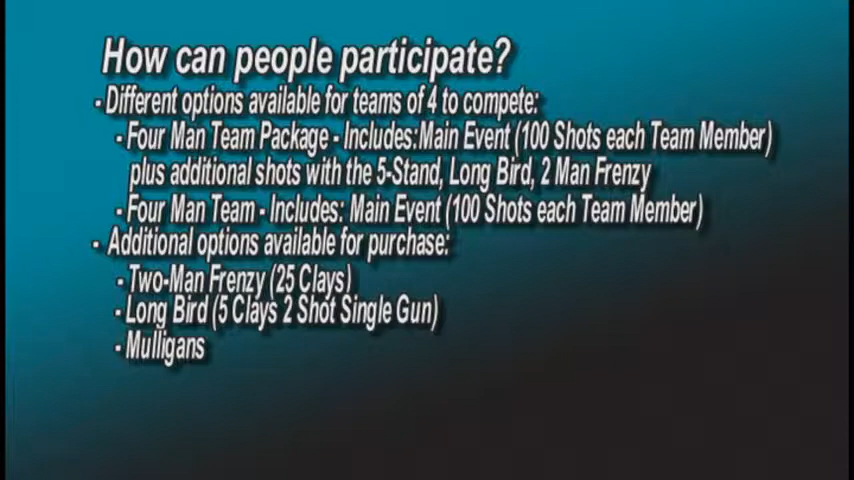 How can people participate?
- Different options available for teams of 4 to compete:
- Four Man Team Package - Includes:Main Event (100 Shots each Team Member)
plus additional shots with the 5-Stand, Long Bird, 2 Man Frenzy
- Four Man Team - Includes: Main Event (100 Shots each Team Member)
- Additional options available for purchase:
- Two-Man Frenzy (25 Clays)
- Long Bird (5 Clays 2 Shot Single Gun)
- Mulligans